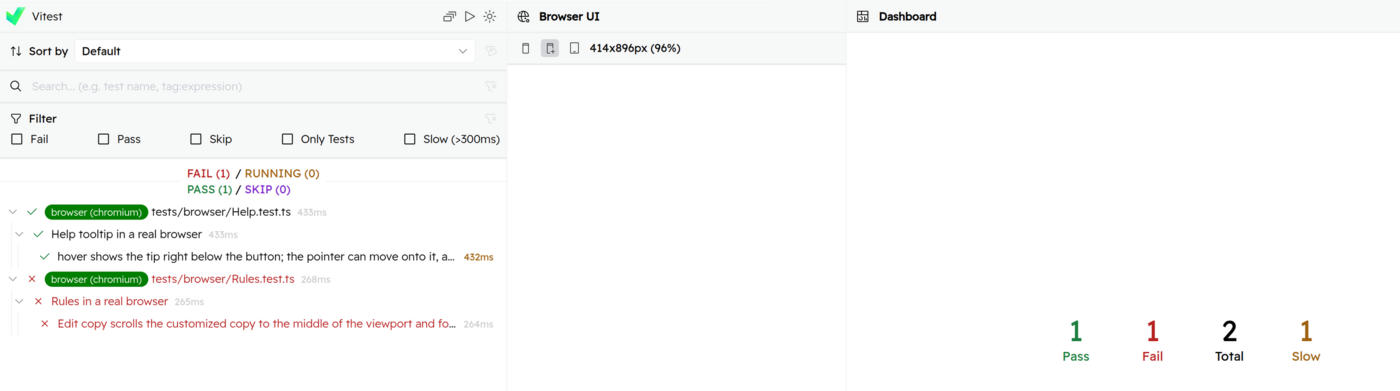 Vitest
Sort by Default
Search... (e.g. test name, tag:expression)
Filter
Fail Pass Skip Only Tests Slow (>300ms)
FAIL (1) / RUNNING (0)
PASS (1) / SKIP (0)
browser (chromium) tests/browser/Help.test.ts 433ms
Help tooltip in a real browser 433ms
hover shows the tip right below the button; the pointer can move onto it, a... 432ms
browser (chromium) tests/browser/Rules.test.ts 268ms
Rules in a real browser 265ms
Edit copy scrolls the customized copy to the middle of the viewport and fo... 264ms
Browser UI
414x896px (96%)
Dashboard
1 1 2 1
Pass Fail Total Slow